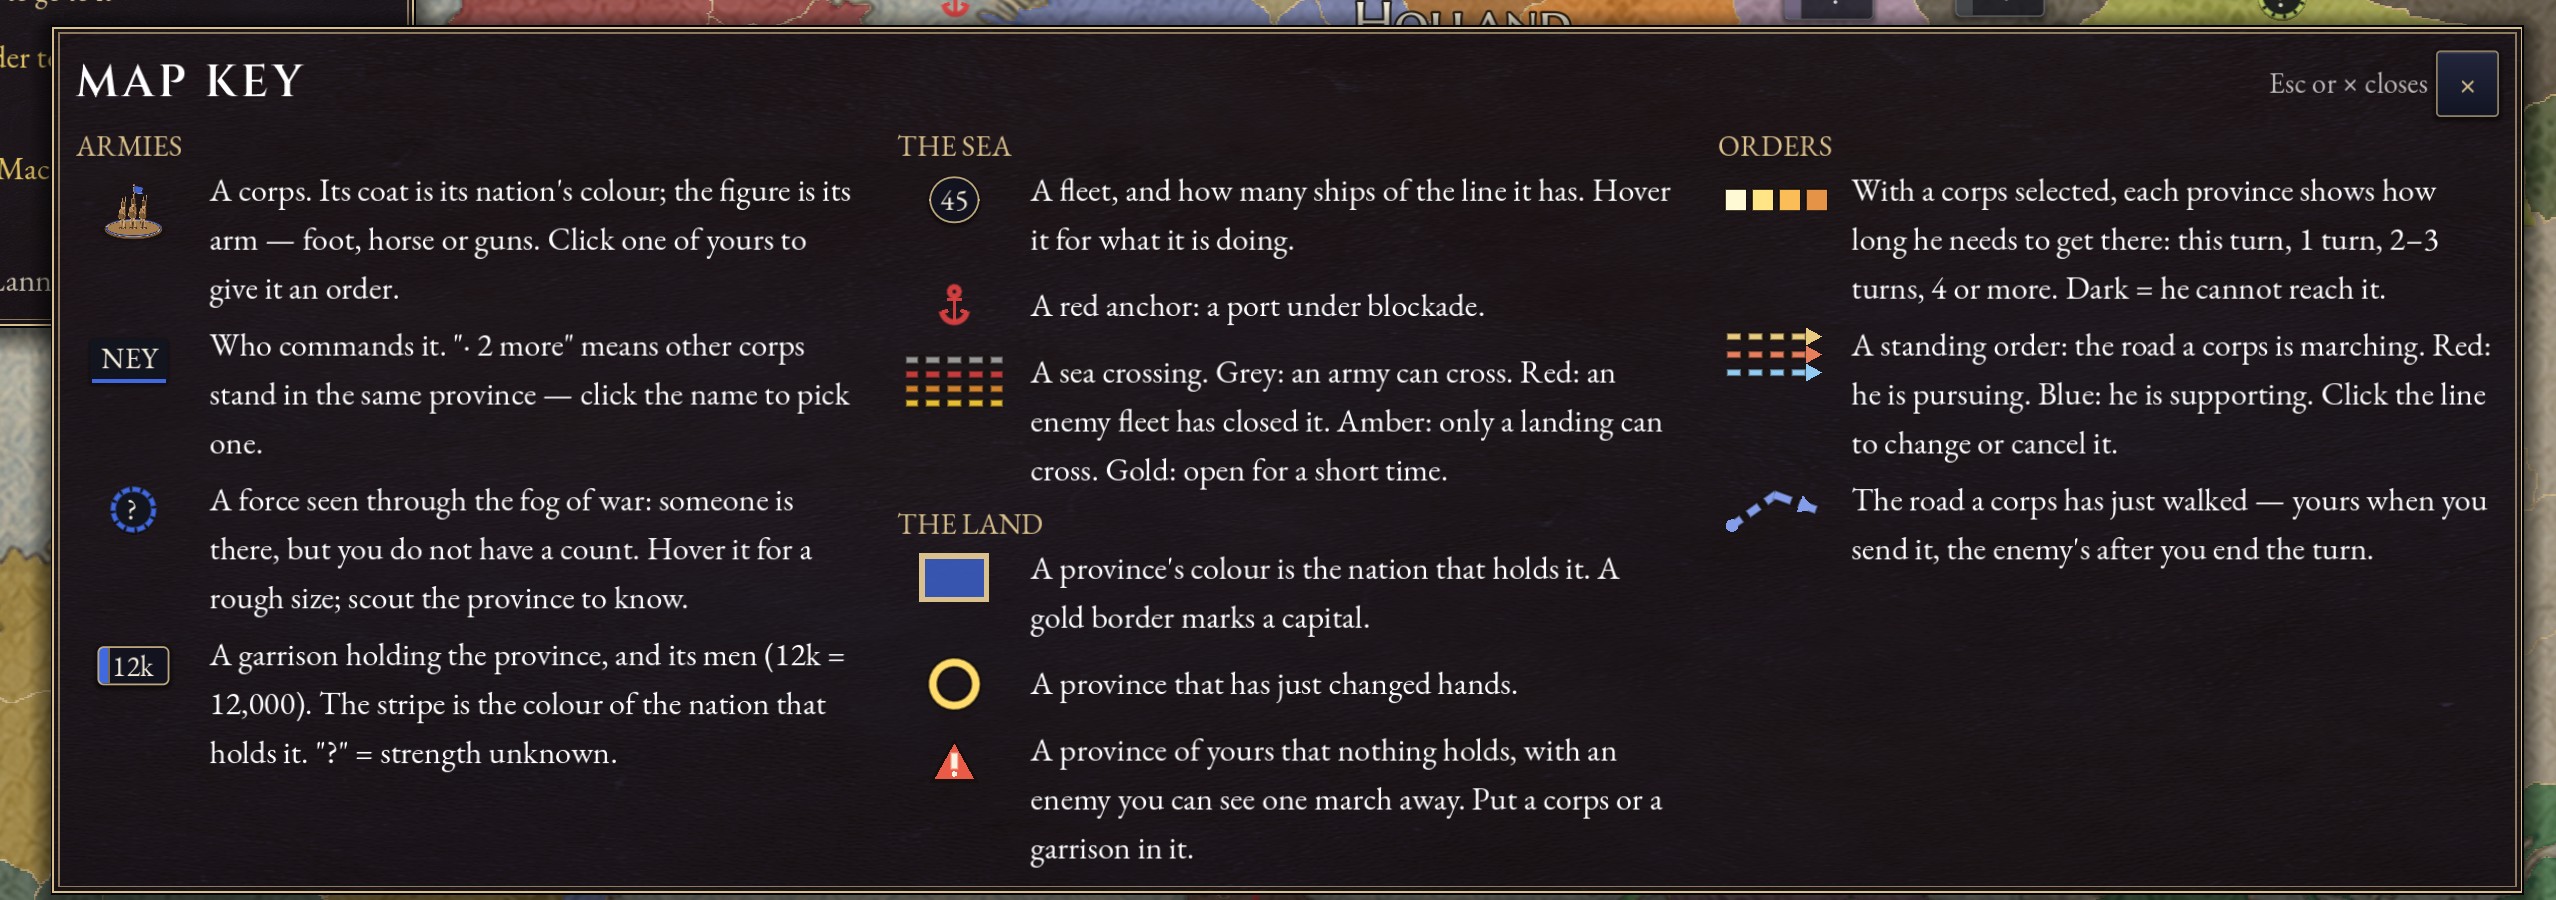 HOLLAND
der to
Mac
Lann
MAP KEY
Esc or × closes
×
ARMIES
A corps. Its coat is its nation's colour; the figure is its
arm — foot, horse or guns. Click one of yours to
give it an order.
NEY
Who commands it. "· 2 more" means other corps
stand in the same province — click the name to pick
one.
?
A force seen through the fog of war: someone is
there, but you do not have a count. Hover it for a
rough size; scout the province to know.
12k
A garrison holding the province, and its men (12k =
12,000). The stripe is the colour of the nation that
holds it. "?" = strength unknown.
THE SEA
45
A fleet, and how many ships of the line it has. Hover
it for what it is doing.
A red anchor: a port under blockade.
A sea crossing. Grey: an army can cross. Red: an
enemy fleet has closed it. Amber: only a landing can
cross. Gold: open for a short time.
THE LAND
A province's colour is the nation that holds it. A
gold border marks a capital.
A province that has just changed hands.
A province of yours that nothing holds, with an
enemy you can see one march away. Put a corps or a
garrison in it.
ORDERS
With a corps selected, each province shows how
long he needs to get there: this turn, 1 turn, 2–3
turns, 4 or more. Dark = he cannot reach it.
A standing order: the road a corps is marching. Red:
he is pursuing. Blue: he is supporting. Click the line
to change or cancel it.
The road a corps has just walked — yours when you
send it, the enemy's after you end the turn.